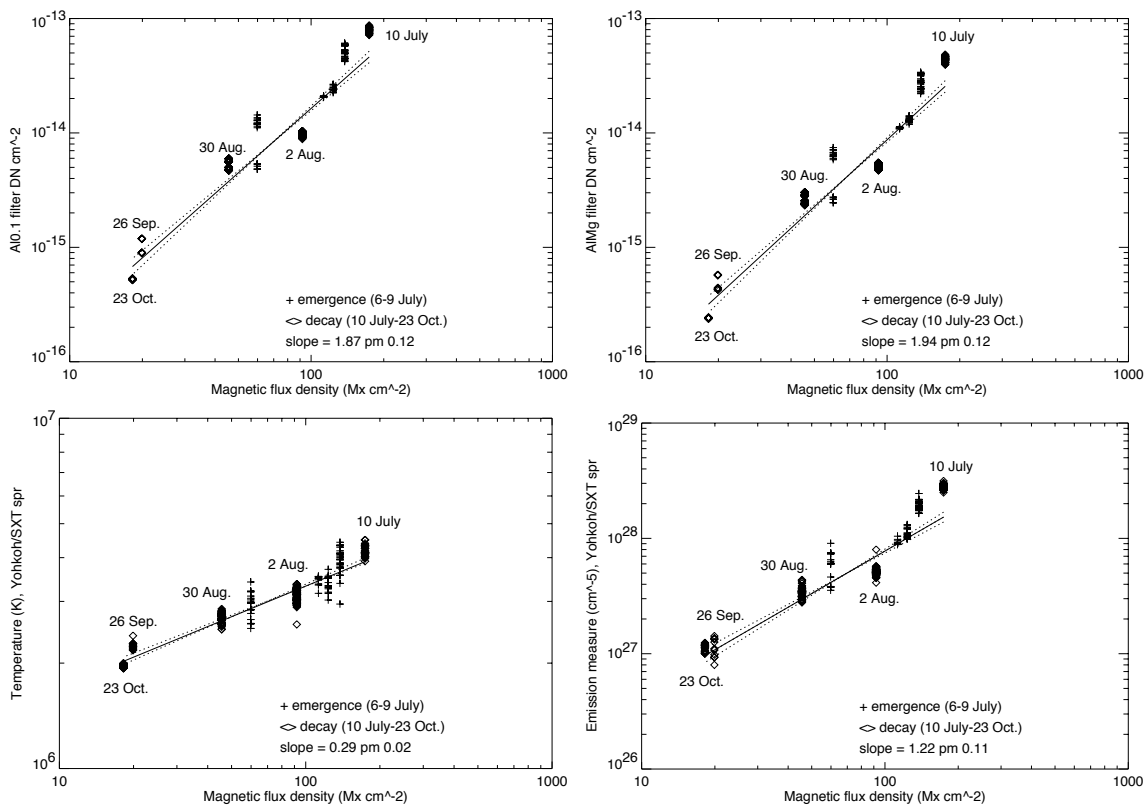 10^-13
10^-14
10^-15
10^-16
Al0.1 filter DN cm^-2
10 July
30 Aug.
2 Aug.
26 Sep.
23 Oct.
+ emergence (6-9 July)
<> decay (10 July-23 Oct.)
slope = 1.87 pm 0.12
10 100 1000
Magnetic flux density (Mx cm^-2)
10^-13
10^-14
10^-15
10^-16
AlMg filter DN cm^-2
10 July
30 Aug.
2 Aug.
26 Sep.
23 Oct.
+ emergence (6-9 July)
<> decay (10 July-23 Oct.)
slope = 1.94 pm 0.12
10 100 1000
Magnetic flux density (Mx cm^-2)
10^7
10^6
Temperature (K), Yohkoh/SXT spr
10 July
2 Aug.
30 Aug.
26 Sep.
23 Oct.
+ emergence (6-9 July)
<> decay (10 July-23 Oct.)
slope = 0.29 pm 0.02
10 100 1000
Magnetic flux density (Mx cm^-2)
10^29
10^28
10^27
10^26
Emission measure (cm^-5), Yohkoh/SXT spr
10 July
30 Aug.
2 Aug.
26 Sep.
23 Oct.
+ emergence (6-9 July)
<> decay (10 July-23 Oct.)
slope = 1.22 pm 0.11
10 100 1000
Magnetic flux density (Mx cm^-2)